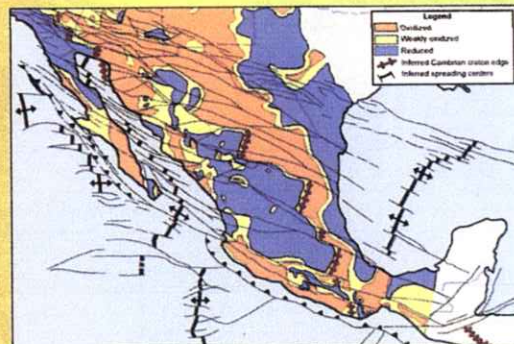 Legend
Oxidized
Weakly oxidized
Reduced
Inferred Cambrian craton edge
Inferred spreading centers